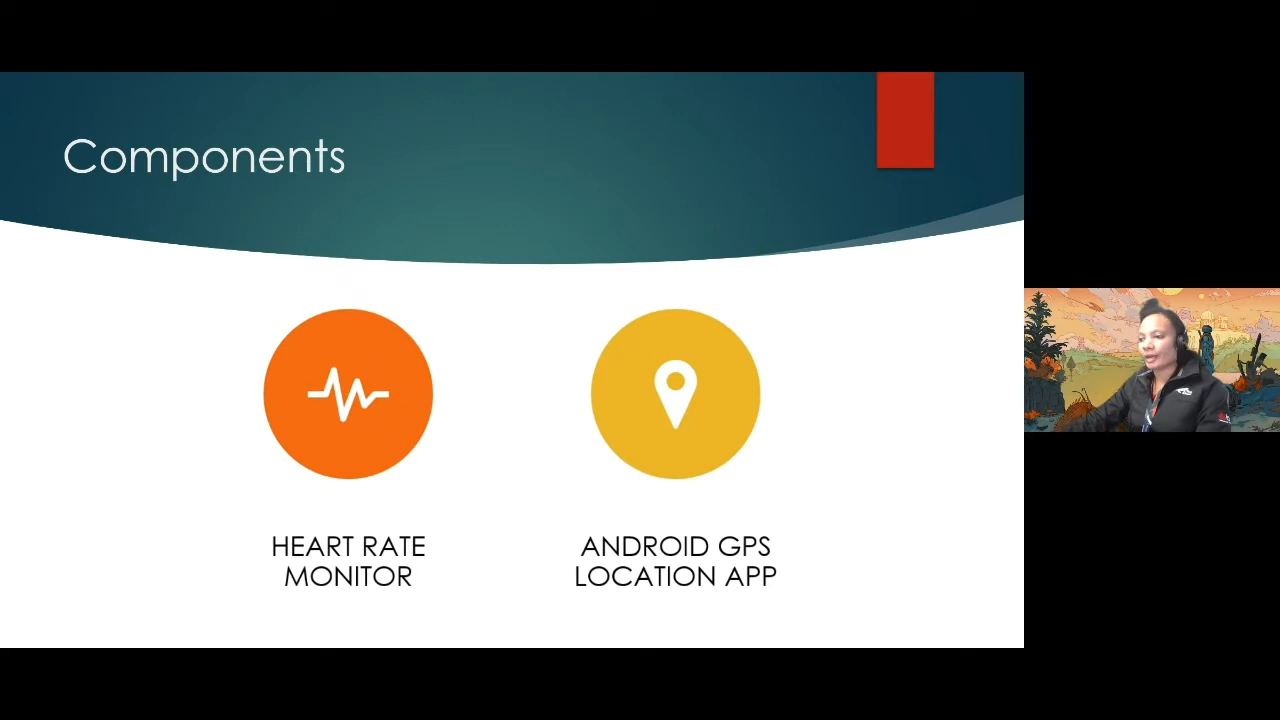 Components
HEART RATE
MONITOR
ANDROID GPS
LOCATION APP